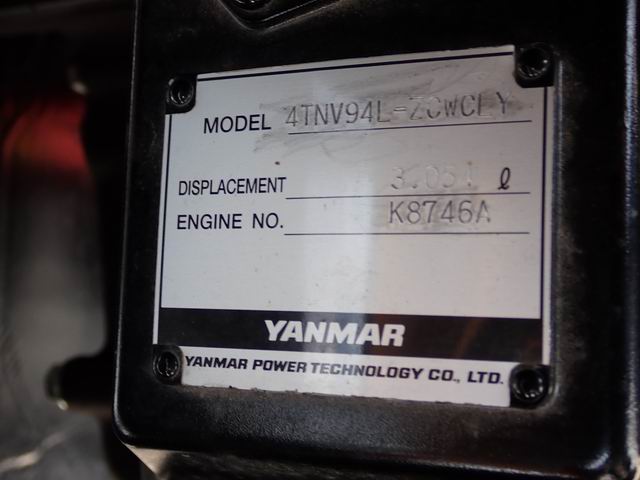 MODEL 4TNV94L-ZCWCLY
DISPLACEMENT 3.051 ℓ
ENGINE NO. K8746A
YANMAR
YANMAR POWER TECHNOLOGY CO., LTD.